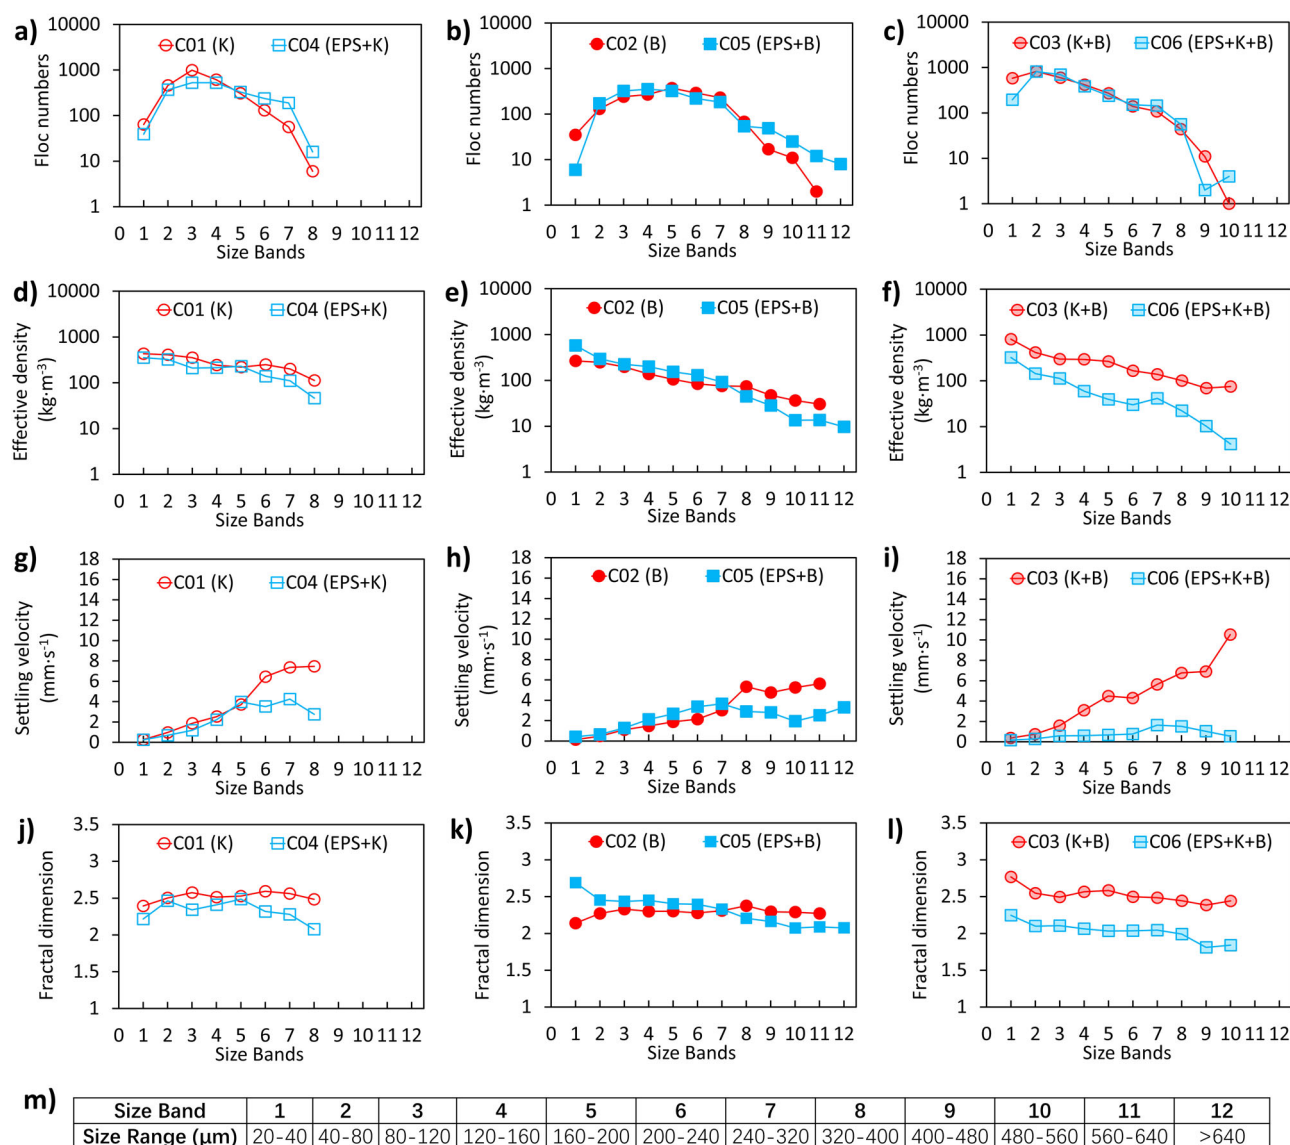 a)
C01 (K) C04 (EPS+K)
Floc numbers
10000
1000
100
10
1
0 1 2 3 4 5 6 7 8 9 10 11 12
Size Bands
b)
C02 (B) C05 (EPS+B)
Floc numbers
10000
1000
100
10
1
0 1 2 3 4 5 6 7 8 9 10 11 12
Size Bands
c)
C03 (K+B) C06 (EPS+K+B)
Floc numbers
10000
1000
100
10
1
0 1 2 3 4 5 6 7 8 9 10 11 12
Size Bands
d)
C01 (K) C04 (EPS+K)
Effective density
(kg·m⁻³)
10000
1000
100
10
1
0 1 2 3 4 5 6 7 8 9 10 11 12
Size Bands
e)
C02 (B) C05 (EPS+B)
Effective density
(kg·m⁻³)
10000
1000
100
10
1
0 1 2 3 4 5 6 7 8 9 10 11 12
Size Bands
f)
C03 (K+B) C06 (EPS+K+B)
Effective density
(kg·m⁻³)
10000
1000
100
10
1
0 1 2 3 4 5 6 7 8 9 10 11 12
Size Bands
g)
C01 (K) C04 (EPS+K)
Settling velocity
(mm·s⁻¹)
18
16
14
12
10
8
6
4
2
0
0 1 2 3 4 5 6 7 8 9 10 11 12
Size Bands
h)
C02 (B) C05 (EPS+B)
Settling velocity
(mm·s⁻¹)
18
16
14
12
10
8
6
4
2
0
0 1 2 3 4 5 6 7 8 9 10 11 12
Size Bands
i)
C03 (K+B) C06 (EPS+K+B)
Settling velocity
(mm·s⁻¹)
18
16
14
12
10
8
6
4
2
0
0 1 2 3 4 5 6 7 8 9 10 11 12
Size Bands
j)
C01 (K) C04 (EPS+K)
Fractal dimension
3.5
3
2.5
2
1.5
1
0 1 2 3 4 5 6 7 8 9 10 11 12
Size Bands
k)
C02 (B) C05 (EPS+B)
Fractal dimension
3.5
3
2.5
2
1.5
1
0 1 2 3 4 5 6 7 8 9 10 11 12
Size Bands
l)
C03 (K+B) C06 (EPS+K+B)
Fractal dimension
3.5
3
2.5
2
1.5
1
0 1 2 3 4 5 6 7 8 9 10 11 12
Size Bands
m)
Size Band 1 2 3 4 5 6 7 8 9 10 11 12
Size Range (μm) 20-40 40-80 80-120 120-160 160-200 200-240 240-320 320-400 400-480 480-560 560-640 >640